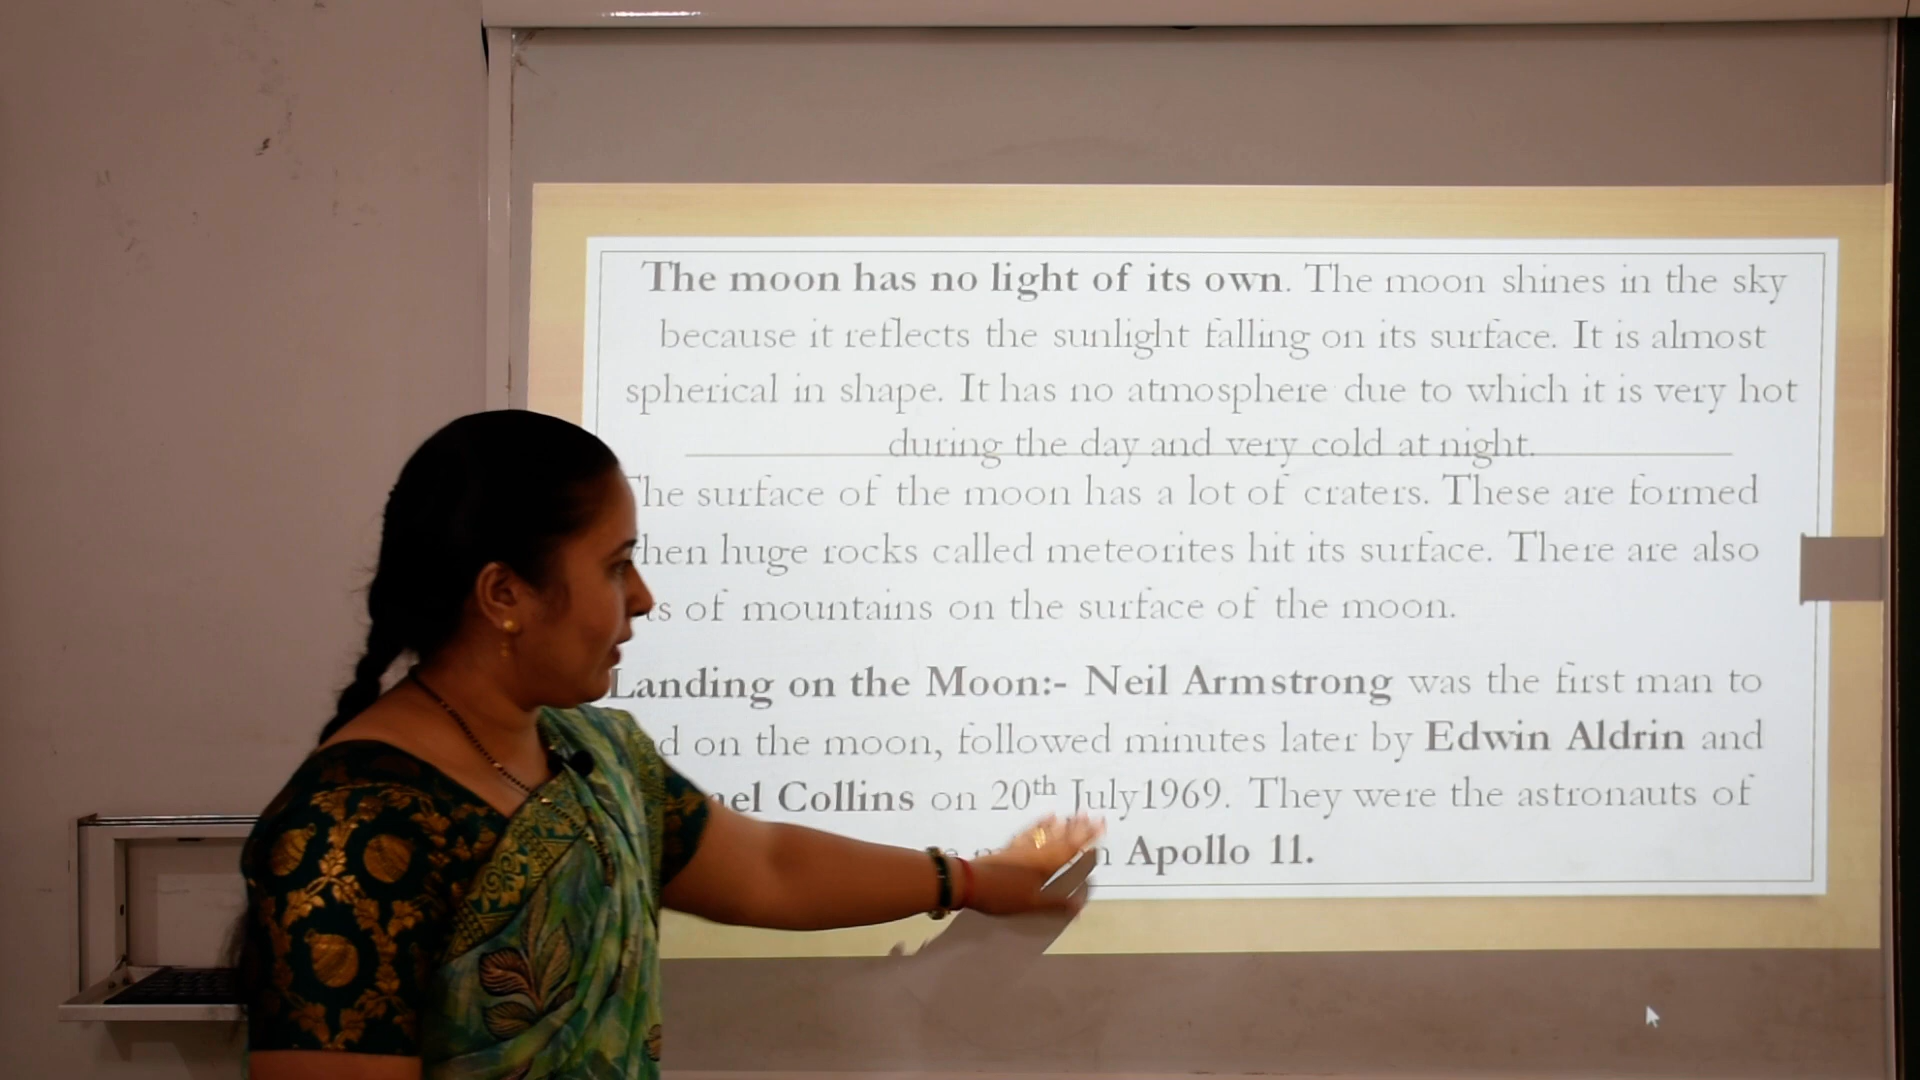 The moon has no light of its own. The moon shines in the sky
because it reflects the sunlight falling on its surface. It is almost
spherical in shape. It has no atmosphere due to which it is very hot
during the day and very cold at night.
The surface of the moon has a lot of craters. These are formed
when huge rocks called meteorites hit its surface. There are also
of mountains on the surface of the moon.
Landing on the Moon:- Neil Armstrong was the first man to
on the moon, followed minutes later by Edwin Aldrin and
Collins on 20th July1969. They were the astronauts of
Apollo 11.